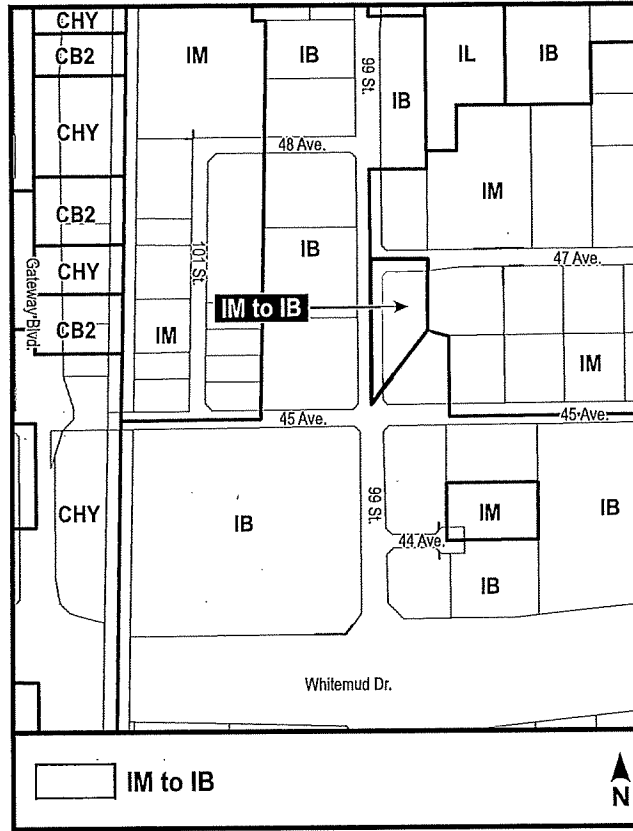 CHY
IM
IB
99 St.
IL
IB
CB2
IB
CHY
48 Ave.
IM
CB2
101 St.
IB
CHY
47 Ave.
Gateway Blvd.
IM to IB
CB2
IM
IM
45 Ave.
45 Ave.
CHY
IB
99 St.
IM
IB
44 Ave.
IB
Whitemud Dr.
IM to IB
N